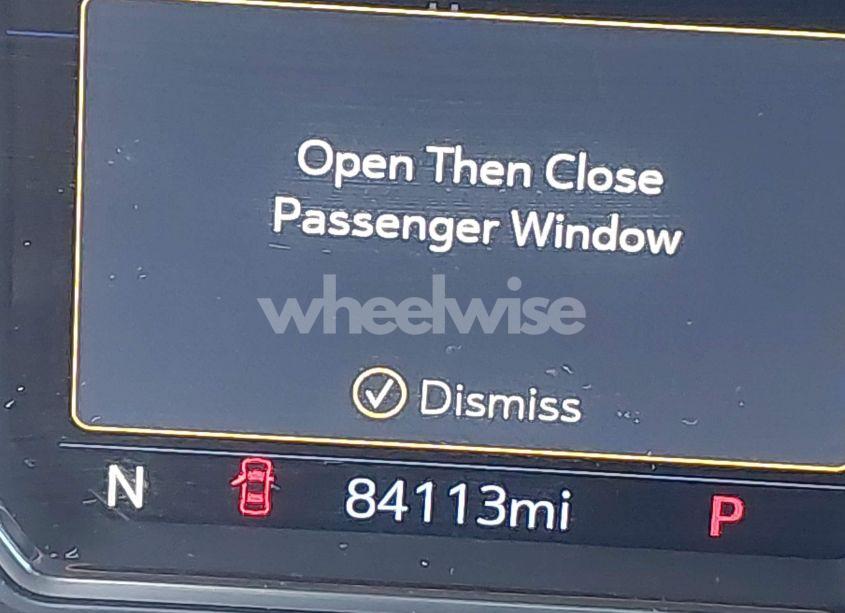 Open Then Close
Passenger Window
wheelwise
Dismiss
N 84113mi P